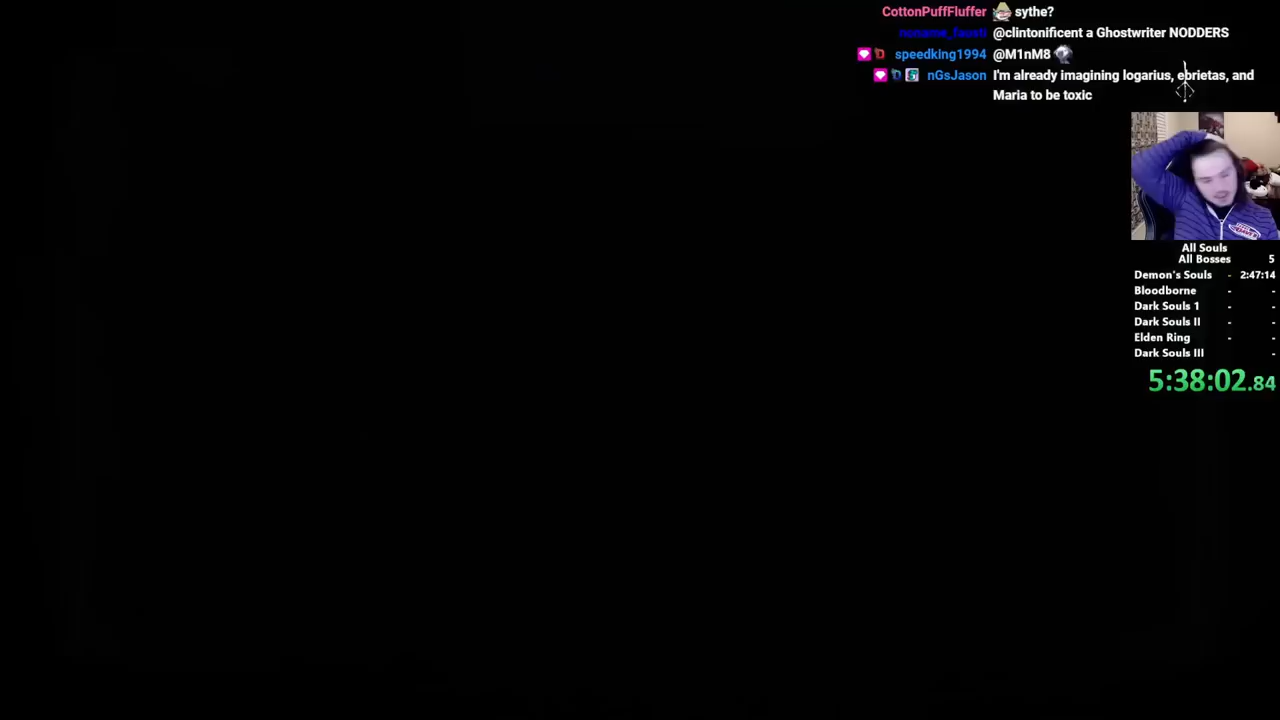 CottonPuffFluffer sythe?
noname_fausti @clintonificent a Ghostwriter NODDERS
speedking1994 @M1nM8
nGsJason I'm already imagining logarius, ebrietas, and
Maria to be toxic
All Souls
All Bosses 5
Demon's Souls - 2:47:14
Bloodborne - -
Dark Souls 1 - -
Dark Souls II - -
Elden Ring - -
Dark Souls III -
5:38:02.84